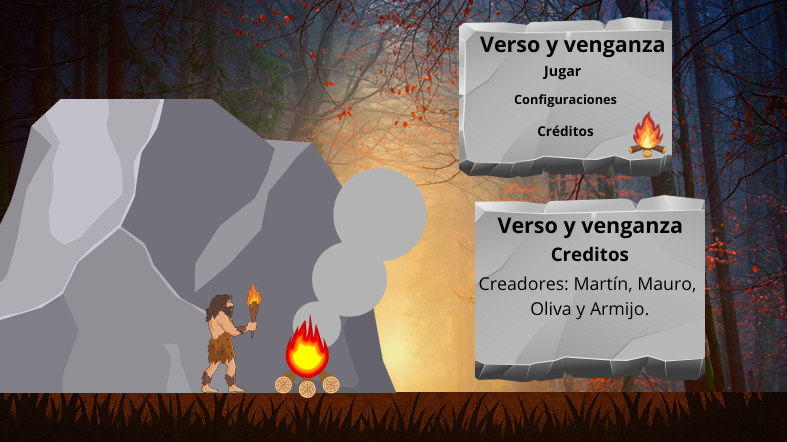 Verso y venganza
Jugar
Configuraciones
Créditos
Verso y venganza
Creditos
Creadores: Martín, Mauro,
Oliva y Armijo.